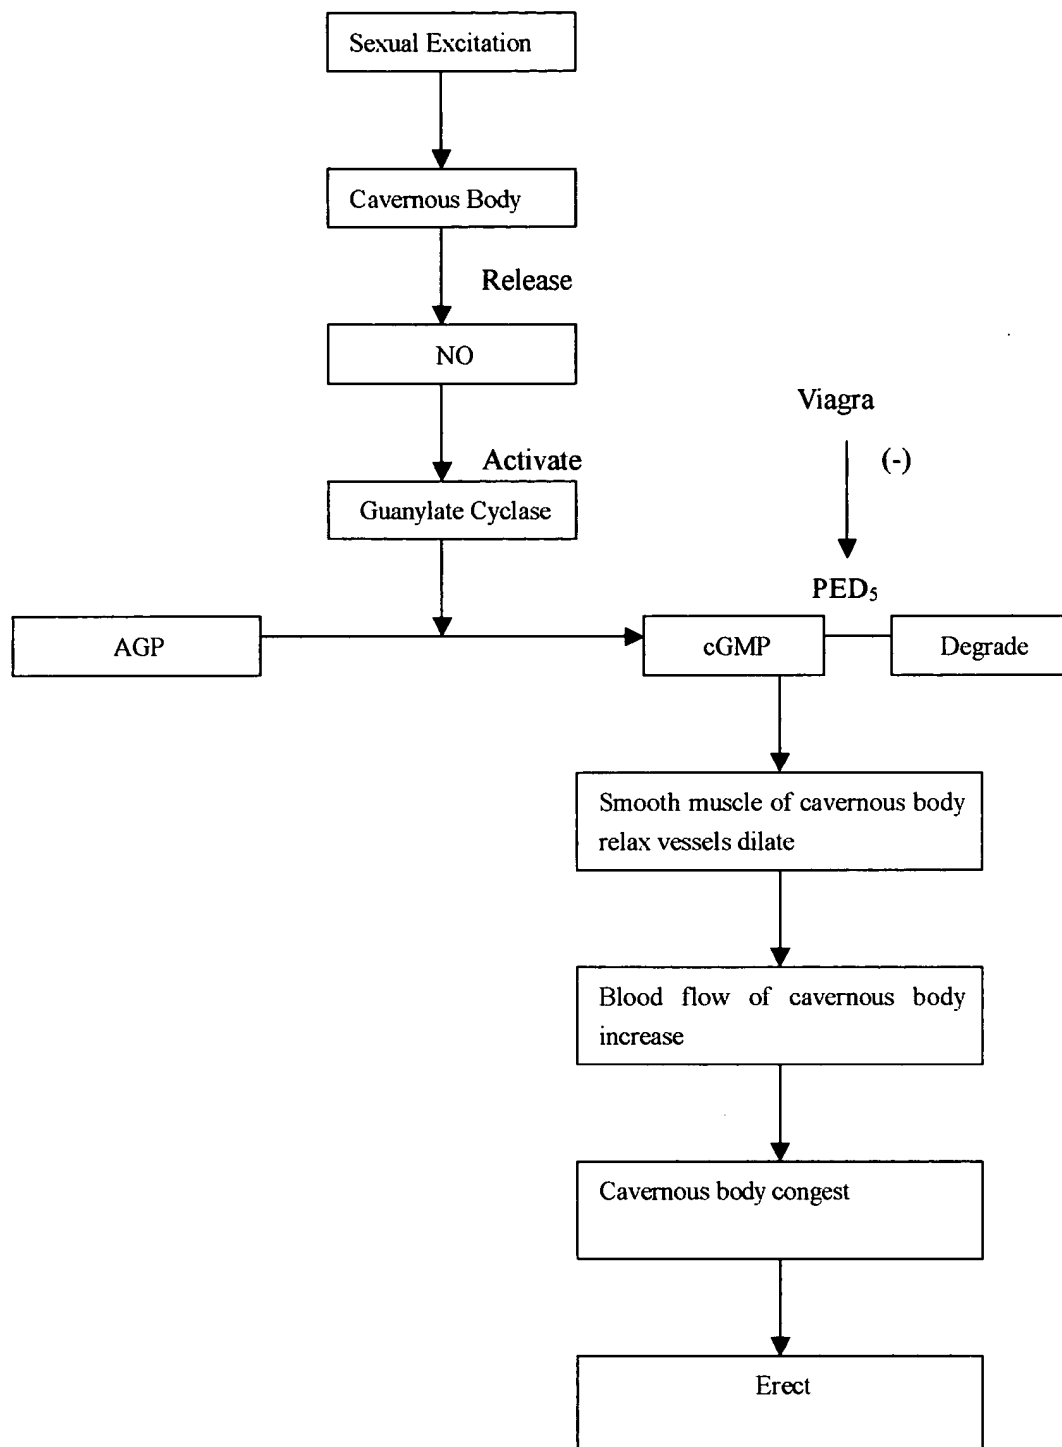 Sexual Excitation
Cavernous Body
Release
NO
Viagra
(-)
Activate
Guanylate Cyclase
PED₅
AGP
cGMP
Degrade
Smooth muscle of cavernous body
relax vessels dilate
Blood flow of cavernous body
increase
Cavernous body congest
Erect